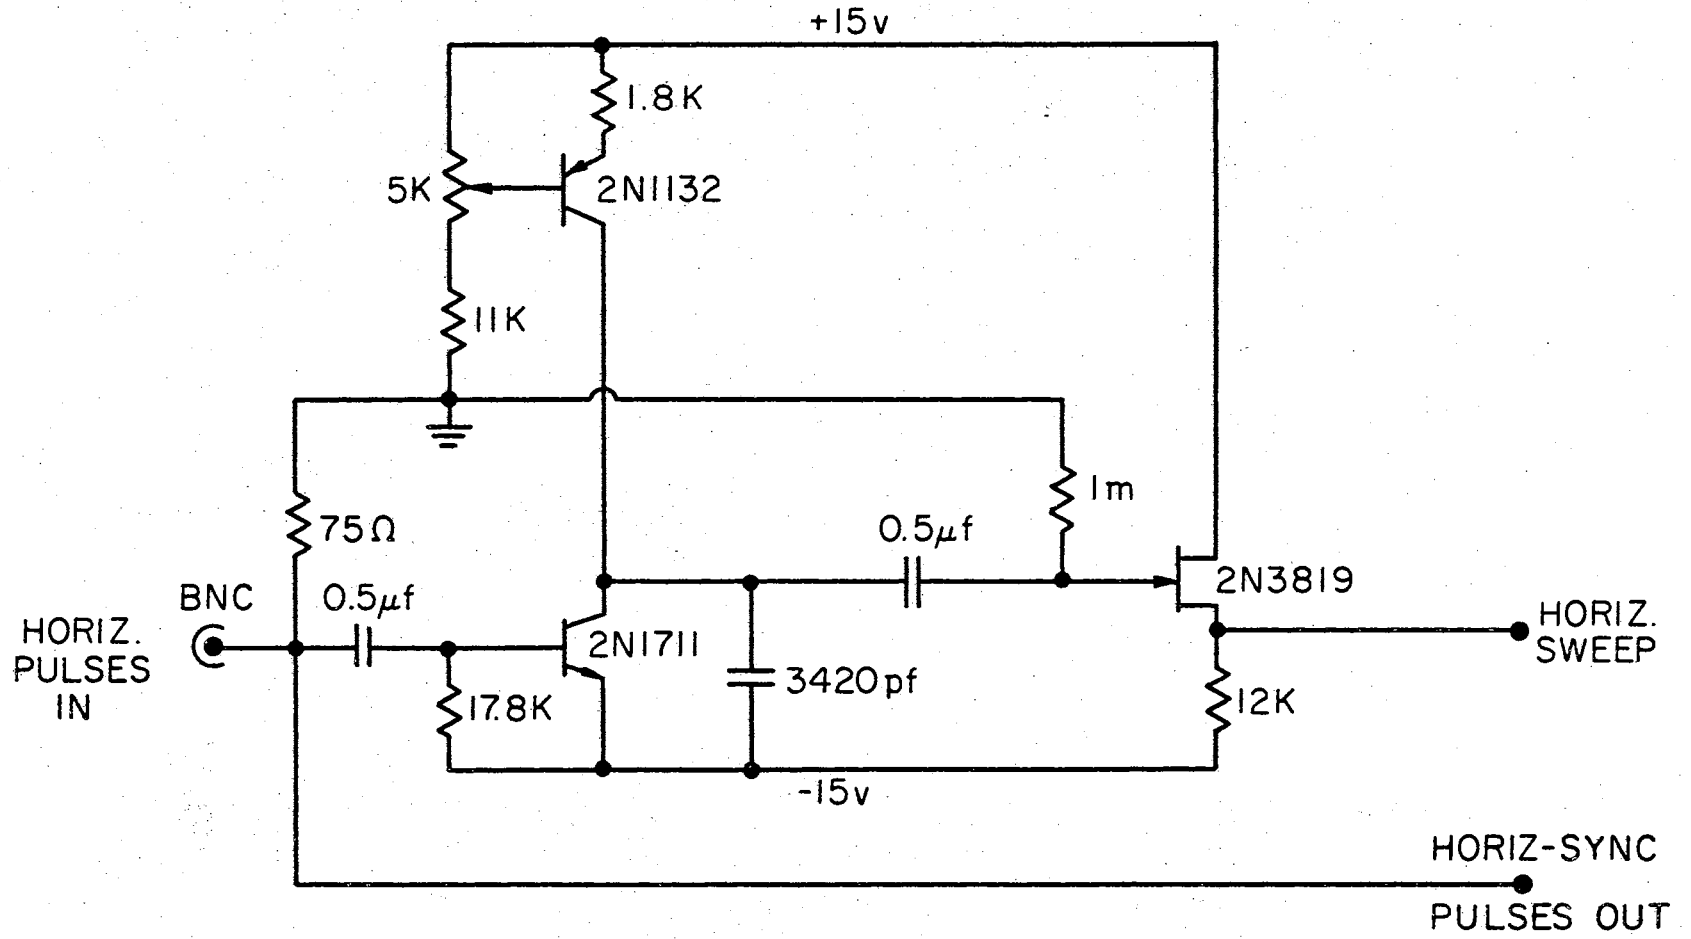 +15v
1.8K
5K
2N1132
11K
1m
75Ω
0.5μf
2N3819
BNC
0.5μf
HORIZ.
PULSES
IN
2N1711
HORIZ.
SWEEP
3420pf
17.8K
12K
-15v
HORIZ-SYNC
PULSES OUT